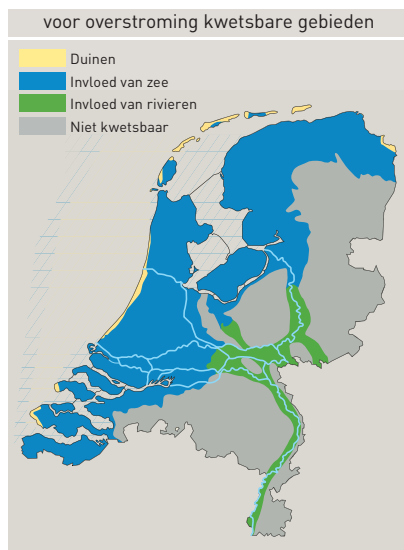 voor overstroming kwetsbare gebieden
Duinen
Invloed van zee
Invloed van rivieren
Niet kwetsbaar